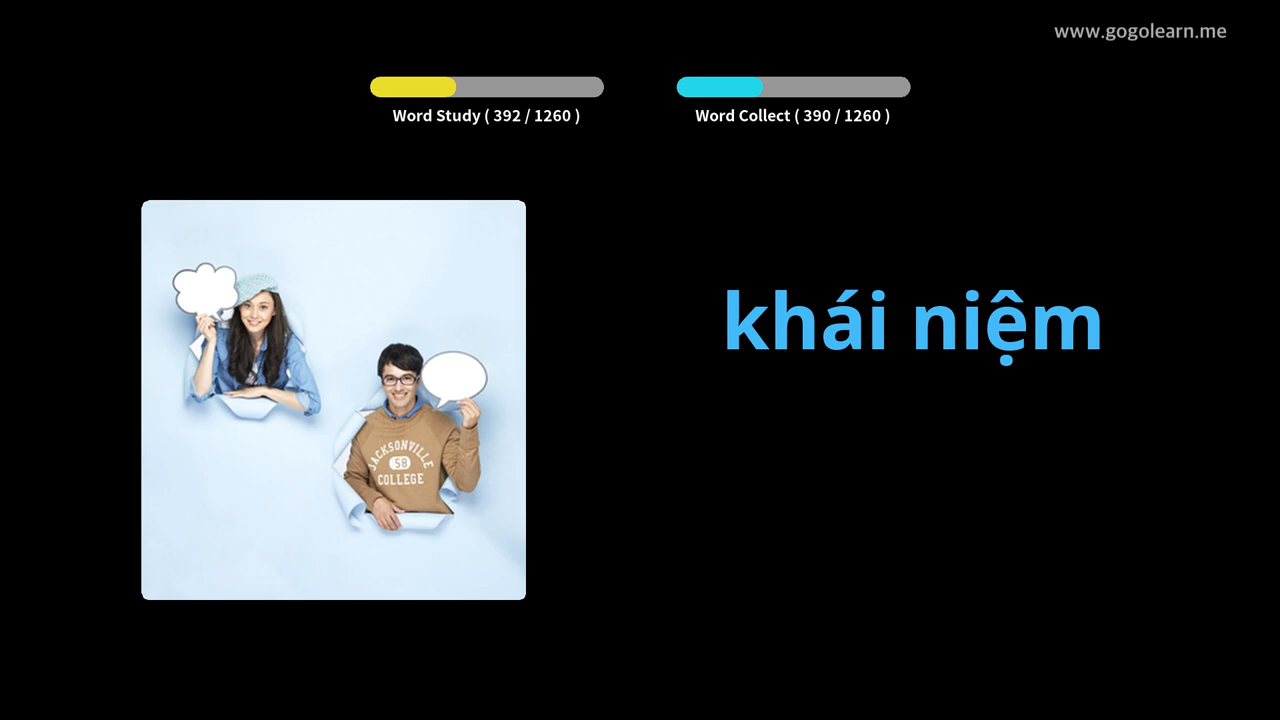 www.gogolearn.me
Word Study ( 392 / 1260 )
Word Collect ( 390 / 1260 )
khái niệm
JACKSONVILLE
58
COLLEGE